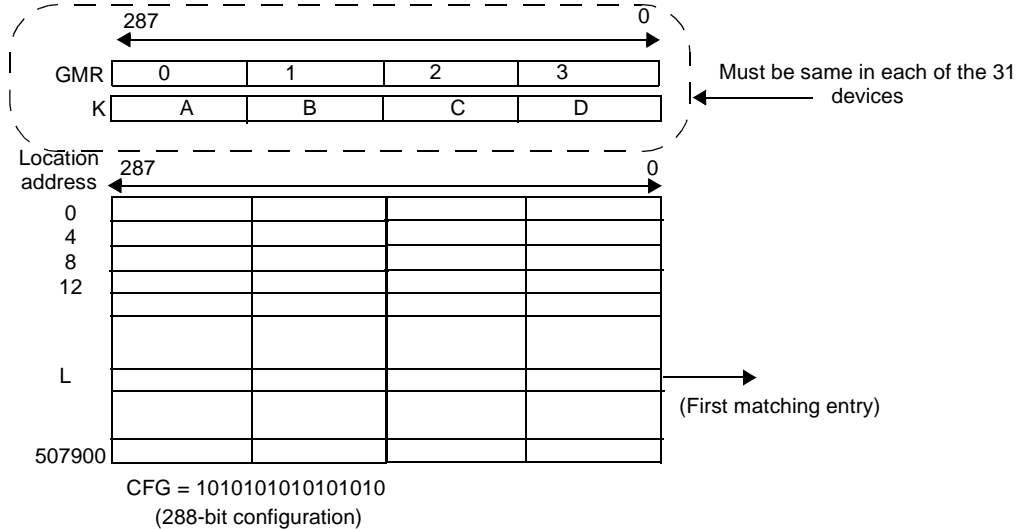 287 0
GMR 0 1 2 3
K A B C D
Must be same in each of the 31
devices
Location
address
287 0
0
4
8
12
L
(First matching entry)
507900
CFG = 1010101010101010
(288-bit configuration)